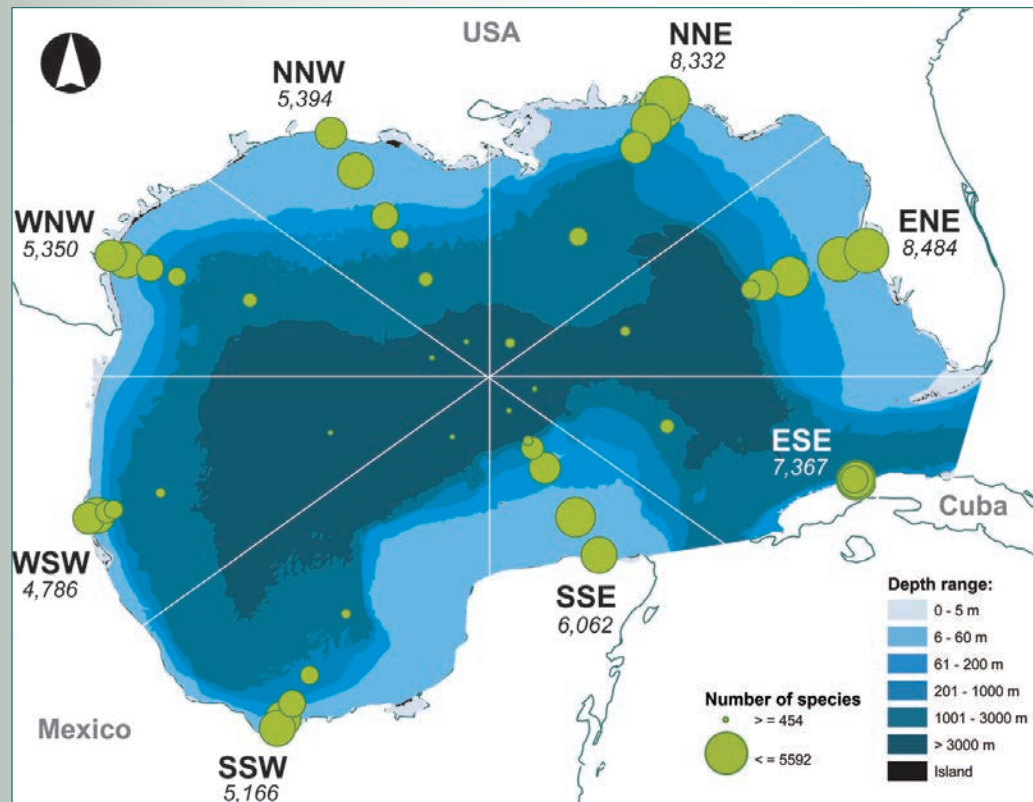 USA
NNE
8,332
NNW
5,394
WNW
5,350
ENE
8,484
ESE
7,367
Cuba
WSW
4,786
SSE
6,062
Mexico
SSW
5,166
Number of species
> = 454
< = 5592
Depth range:
0 - 5 m
6 - 60 m
61 - 200 m
201 - 1000 m
1001 - 3000 m
> 3000 m
Island